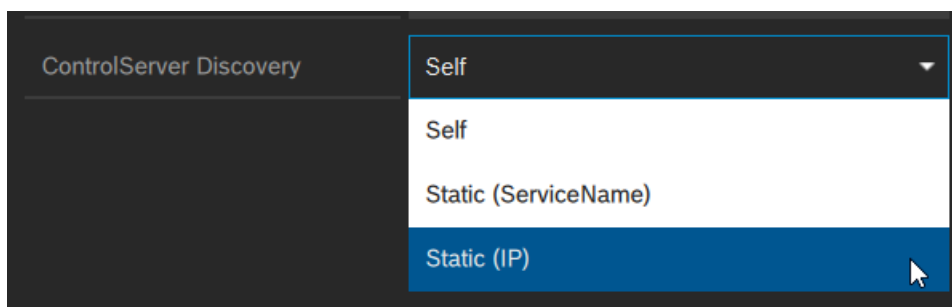 ControlServer Discovery
Self
Self
Static (ServiceName)
Static (IP)